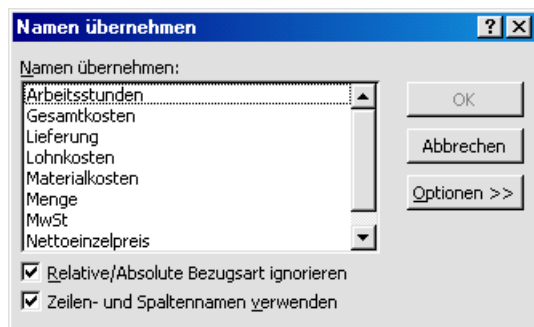 Namen übernehmen
Namen übernehmen:
Arbeitsstunden
Gesamtkosten
Lieferung
Lohnkosten
Materialkosten
Menge
MwSt
Nettoeinzelpreis
OK
Abbrechen
Optionen >>
Relative/Absolute Bezugsart ignorieren
Zeilen- und Spaltennamen verwenden